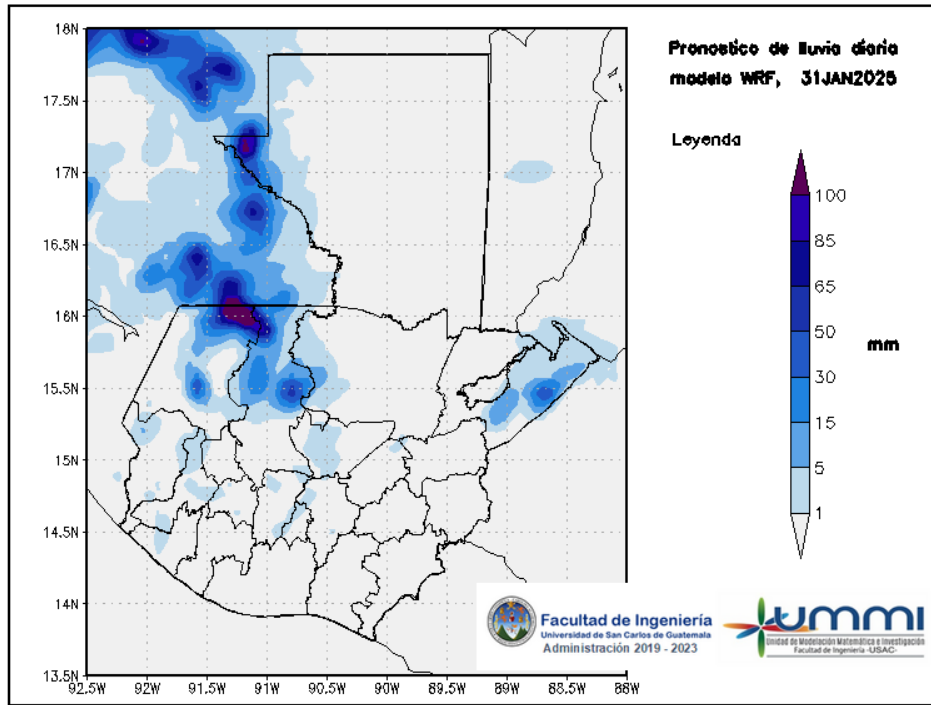 Pronostico de lluvia diaria
modelo WRF, 31JAN2025
Leyenda
100
85
65
50
30
15
5
1
mm
18N
17.5N
17N
16.5N
16N
15.5N
15N
14.5N
14N
13.5N
92.5W
92W
91.5W
91W
90.5W
90W
89.5W
89W
88.5W
88W
Facultad de Ingeniería
Universidad de San Carlos de Guatemala
Administración 2019 - 2023
UMMI
Unidad de Modelación Matemática e Investigación
Facultad de Ingeniería -USAC-